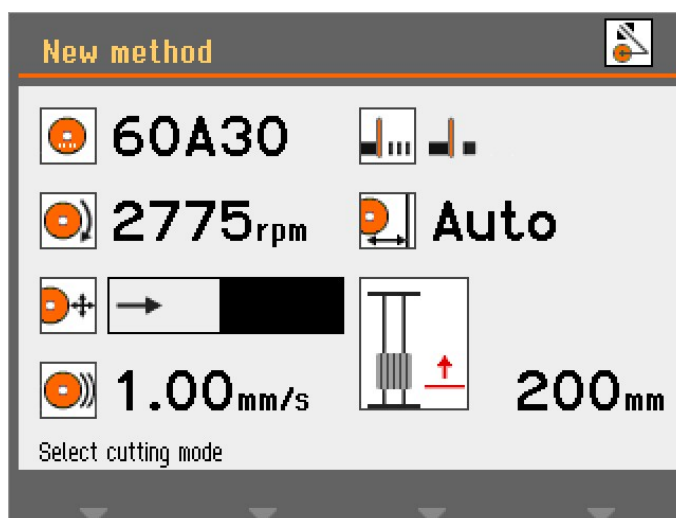 New method
60A30
2775rpm
Auto
1.00mm/s
200mm
Select cutting mode